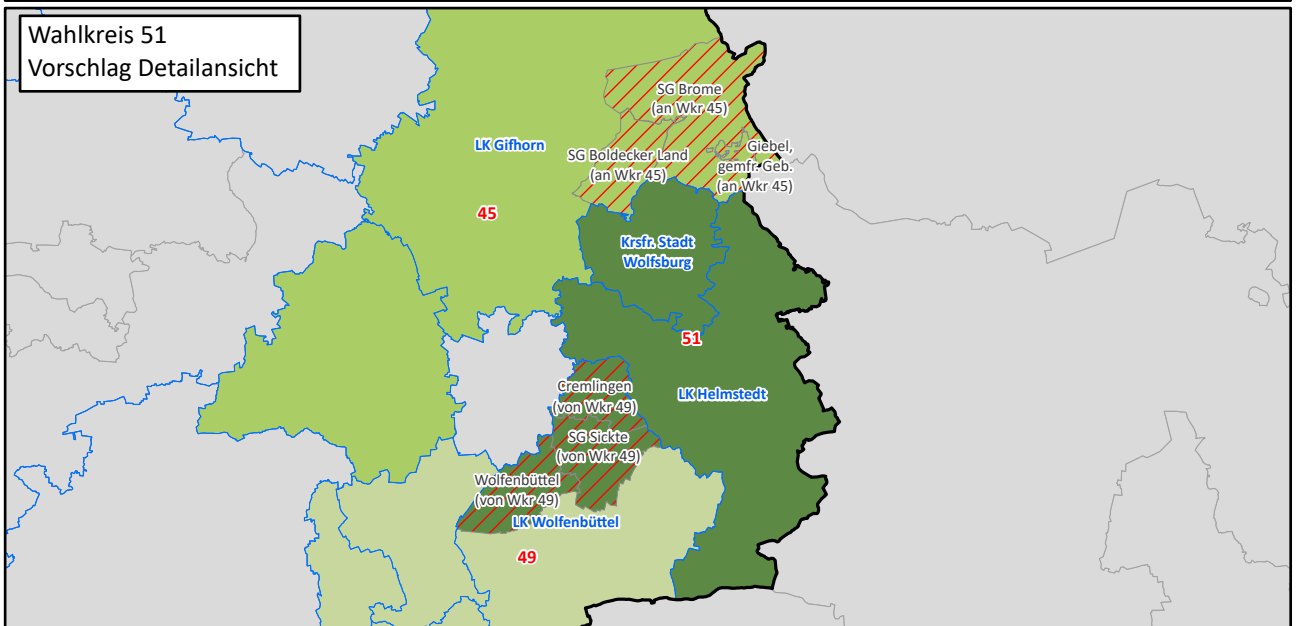 Wahlkreis 51
Vorschlag Detailansicht
SG Brome
(an Wkr 45)
LK Gifhorn
SG Boldecker Land
(an Wkr 45)
Giebel,
gemfr. Geb.
(an Wkr 45)
45
Krsfr. Stadt
Wolfsburg
51
Cremlingen
(von Wkr 49)
LK Helmstedt
SG Sickte
(von Wkr 49)
Wolfenbüttel
(von Wkr 49)
LK Wolfenbüttel
49